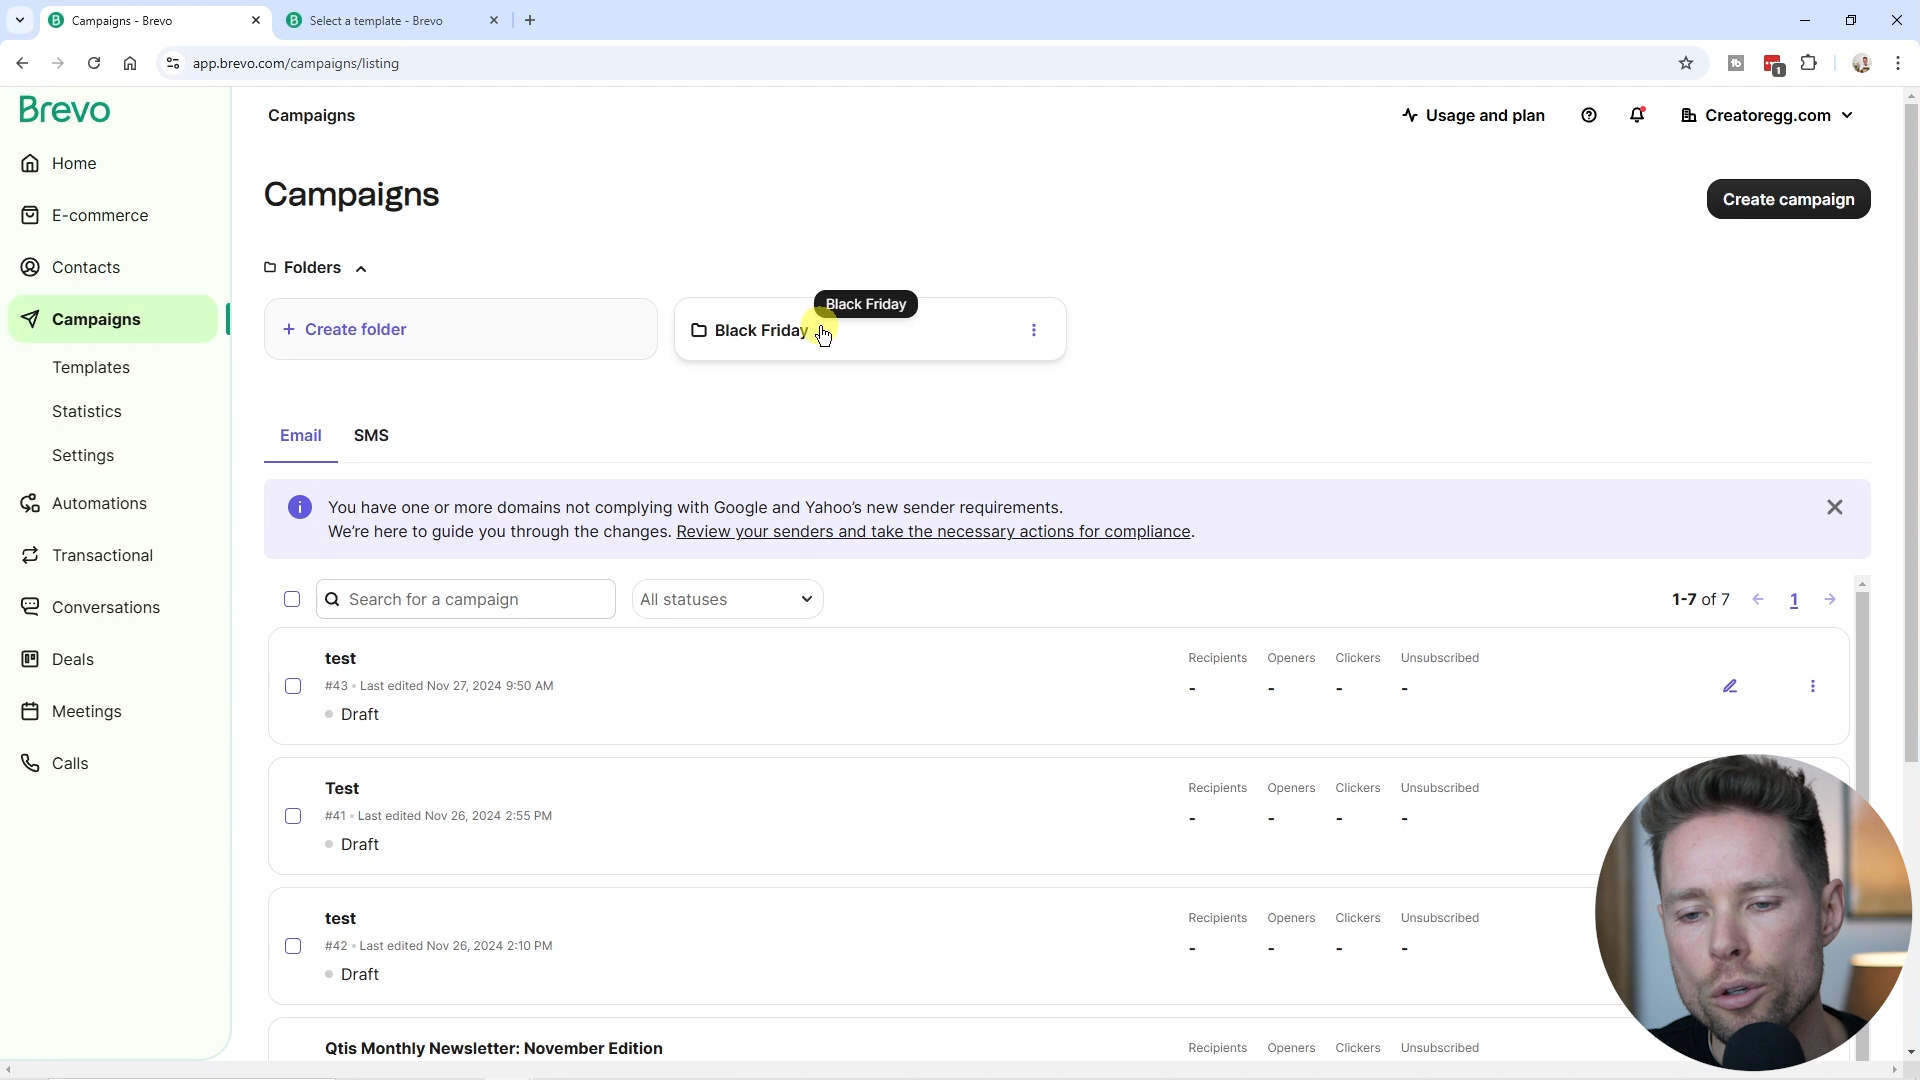 Campaigns - Brevo
Select a template - Brevo
app.brevo.com/campaigns/listing
1
Brevo
Campaigns
Usage and plan
Creatoregg.com
Home
E-commerce
Contacts
Campaigns
Templates
Statistics
Settings
Automations
Transactional
Conversations
Deals
Meetings
Calls
Campaigns
Create campaign
Folders
+ Create folder
Black Friday
Black Friday
Email
SMS
You have one or more domains not complying with Google and Yahoo's new sender requirements.
We're here to guide you through the changes. Review your senders and take the necessary actions for compliance.
Search for a campaign
All statuses
1-7 of 7
1
test
Recipients Openers Clickers Unsubscribed
#43 • Last edited Nov 27, 2024 9:50 AM
- - - -
Draft
Test
Recipients Openers Clickers Unsubscribed
#41 • Last edited Nov 26, 2024 2:55 PM
- - - -
Draft
test
Recipients Openers Clickers Unsubscribed
#42 • Last edited Nov 26, 2024 2:10 PM
- - - -
Draft
Qtis Monthly Newsletter: November Edition
Recipients Openers Clickers Unsubscribed